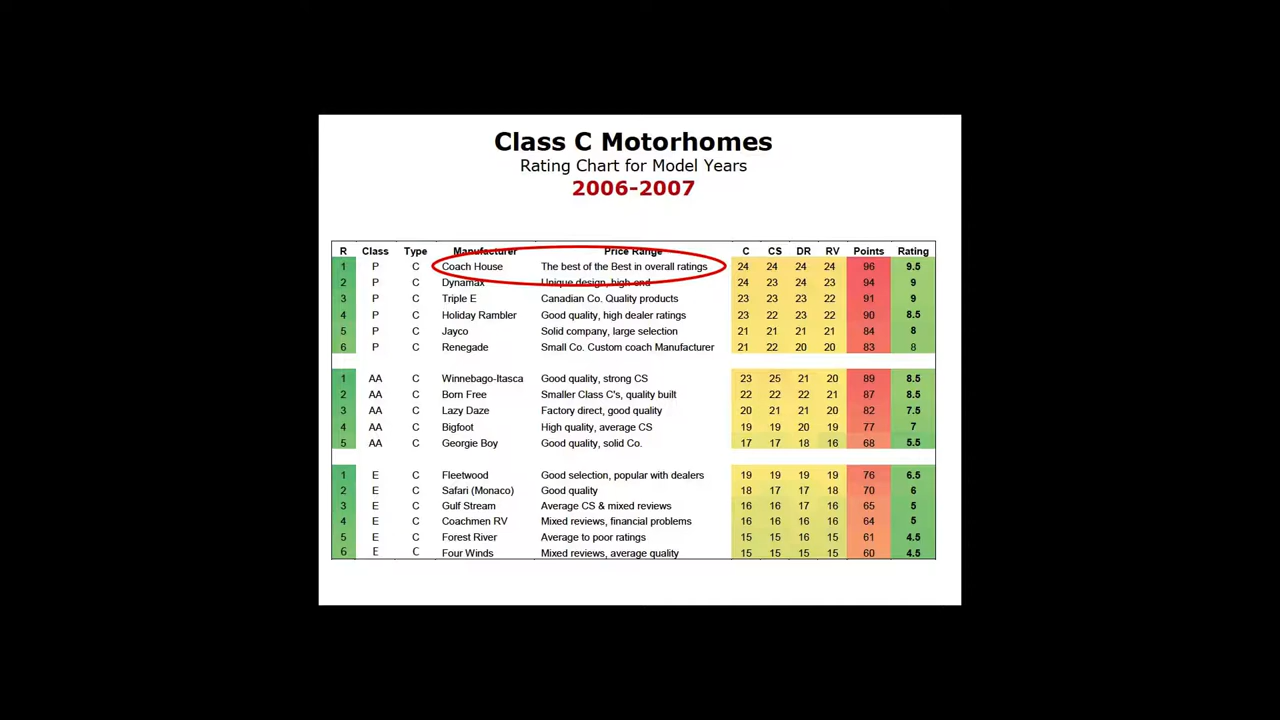 Class C Motorhomes
Rating Chart for Model Years
2006-2007
R Class Type Manufacturer Price Range C CS DR RV Points Rating
1 P C Coach House The best of the Best in overall ratings 24 24 24 24 96 9.5
2 P C Dynamax Unique design, high-end 24 23 24 23 94 9
3 P C Triple E Canadian Co. Quality products 23 23 23 22 91 9
4 P C Holiday Rambler Good quality, high dealer ratings 23 22 23 22 90 8.5
5 P C Jayco Solid company, large selection 21 21 21 21 84 8
6 P C Renegade Small Co. Custom coach Manufacturer 21 22 20 20 83 8
1 AA C Winnebago-Itasca Good quality, strong CS 23 25 21 20 89 8.5
2 AA C Born Free Smaller Class C's, quality built 22 22 22 21 87 8.5
3 AA C Lazy Daze Factory direct, good quality 20 21 21 20 82 7.5
4 AA C Bigfoot High quality, average CS 19 19 20 19 77 7
5 AA C Georgie Boy Good quality, solid Co. 17 17 18 16 68 5.5
1 E C Fleetwood Good selection, popular with dealers 19 19 19 19 76 6.5
2 E C Safari (Monaco) Good quality 18 17 17 18 70 6
3 E C Gulf Stream Average CS & mixed reviews 16 16 17 16 65 5
4 E C Coachmen RV Mixed reviews, financial problems 16 16 16 16 64 5
5 E C Forest River Average to poor ratings 15 15 16 15 61 4.5
6 E C Four Winds Mixed reviews, average quality 15 15 15 15 60 4.5